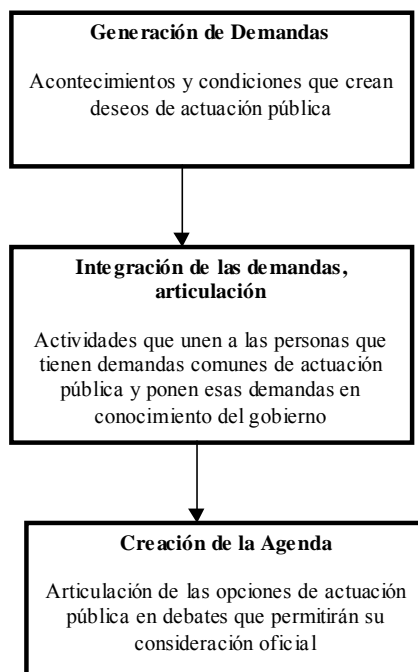 Generación de Demandas
Acontecimientos y condiciones que crean
deseos de actuación pública
Integración de las demandas,
articulación
Actividades que unen a las personas que
tienen demandas comunes de actuación
pública y ponen esas demandas en
conocimiento del gobierno
Creación de la Agenda
Articulación de las opciones de actuación
pública en debates que permitirán su
consideración oficial